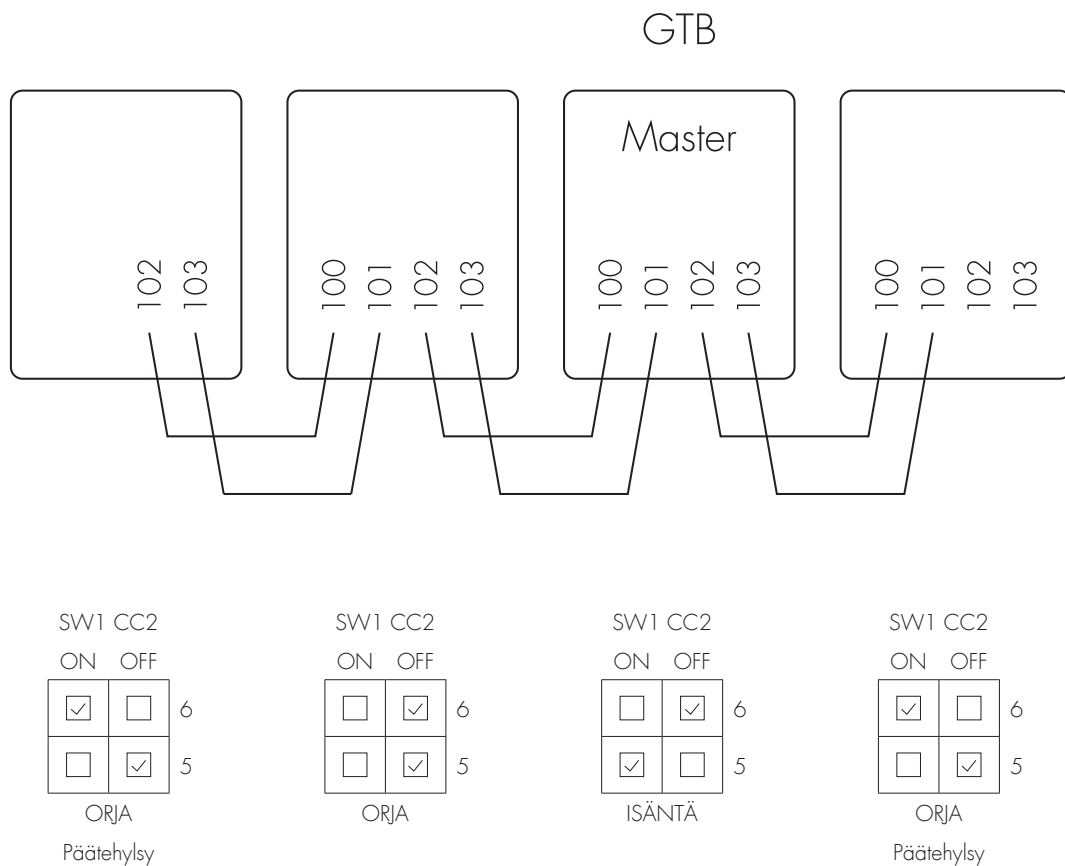 GTB
Master
102 103 100 101 102 103 100 101 102 103 100 101 102 103
SW1 CC2 SW1 CC2 SW1 CC2 SW1 CC2
ON OFF ON OFF ON OFF ON OFF
6 6 6 6
5 5 5 5
ORJA ORJA ISÄNTÄ ORJA
Päätehylsy Päätehylsy